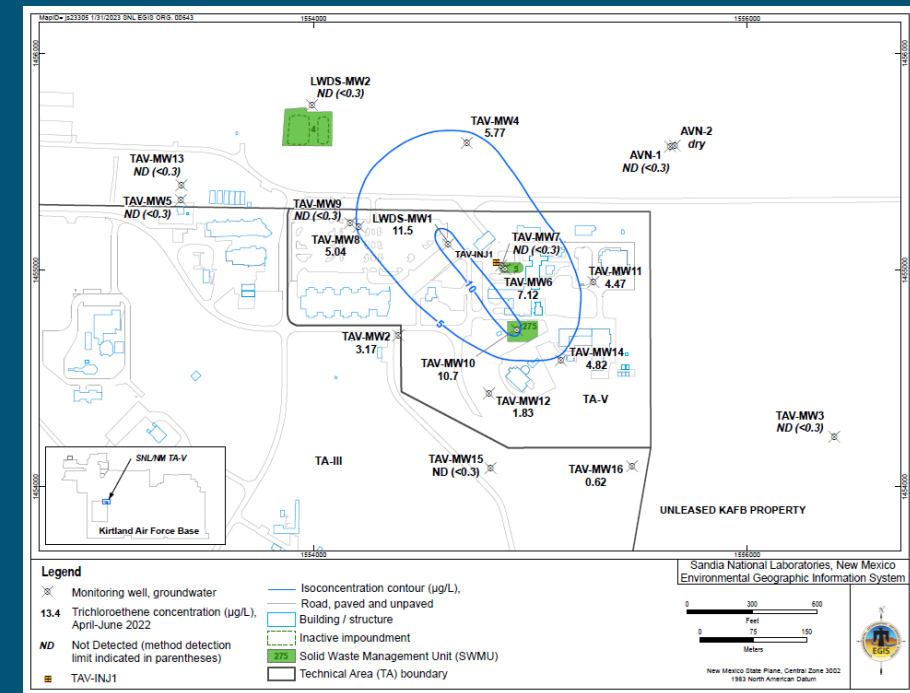 MapID= js23305 1/31/2023 SNL EGIS ORG. 00643
1554000
1556000
1456000
1456000
LWDS-MW2
ND (<0.3)
4
TAV-MW4
5.77
AVN-2
dry
AVN-1
ND (<0.3)
TAV-MW13
ND (<0.3)
TAV-MW5
ND (<0.3)
TAV-MW9
ND (<0.3)
LWDS-MW1
11.5
TAV-MW8
5.04
TAV-MW7
ND (<0.3)
TAV-INJ1
5
1455000
1455000
TAV-MW11
4.47
TAV-MW6
7.12
10
5
275
TAV-MW2
3.17
TAV-MW14
4.82
TAV-MW10
10.7
TAV-MW12
1.83
TA-V
TAV-MW3
ND (<0.3)
SNL/NM TA-V
TA-III
TAV-MW15
ND (<0.3)
TAV-MW16
0.62
1454000
1454000
UNLEASED KAFB PROPERTY
Kirtland Air Force Base
1554000
1556000
Legend
Monitoring well, groundwater
13.4 Trichloroethene concentration (µg/L),
April-June 2022
ND Not Detected (method detection
limit indicated in parentheses)
TAV-INJ1
Isoconcentration contour (µg/L),
Road, paved and unpaved
Building / structure
Inactive impoundment
275 Solid Waste Management Unit (SWMU)
Technical Area (TA) boundary
Sandia National Laboratories, New Mexico
Environmental Geographic Information System
0 300 600
Feet
0 75 150
Meters
New Mexico State Plane, Central Zone 3002
1983 North American Datum
EGIS